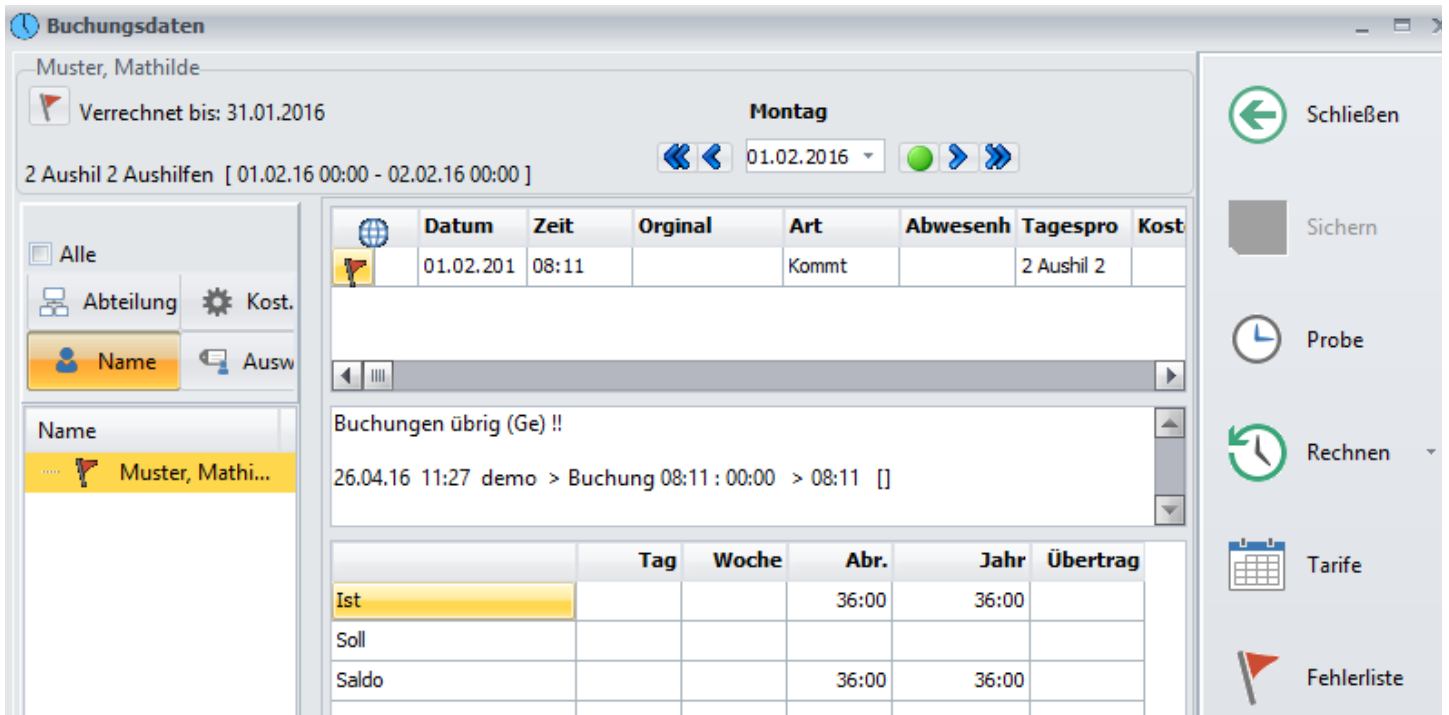 Buchungsdaten
Muster, Mathilde
Verrechnet bis: 31.01.2016
Montag
01.02.2016
2 Aushil 2 Aushilfen [ 01.02.16 00:00 - 02.02.16 00:00 ]
Alle
Abteilung Kost.
Name Ausw
Name
Muster, Mathi...
Datum Zeit Orginal Art Abwesenh Tagespro Kost
01.02.201 08:11 Kommt 2 Aushil 2
Buchungen übrig (Ge) !!
26.04.16 11:27 demo > Buchung 08:11 : 00:00 > 08:11 []
Tag Woche Abr. Jahr Übertrag
Ist 36:00 36:00
Soll
Saldo 36:00 36:00
Schließen
Sichern
Probe
Rechnen
Tarife
Fehlerliste